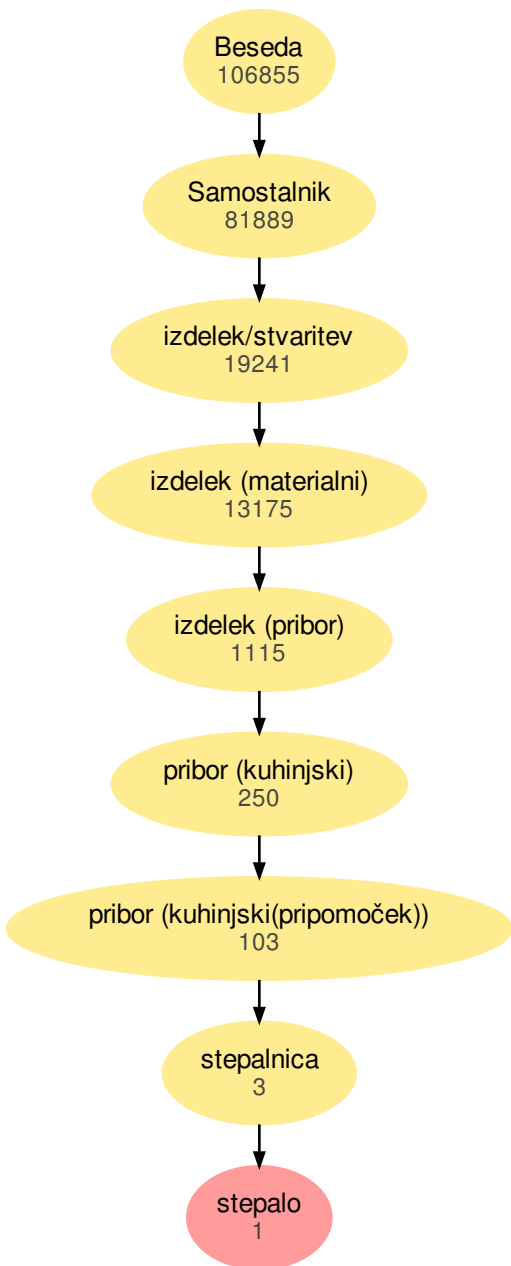 Beseda
106855
Samostalnik
81889
izdelek/stvaritev
19241
izdelek (materialni)
13175
izdelek (pribor)
1115
pribor (kuhinjski)
250
pribor (kuhinjski(pripomoček))
103
stepalnica
3
stepalo
1